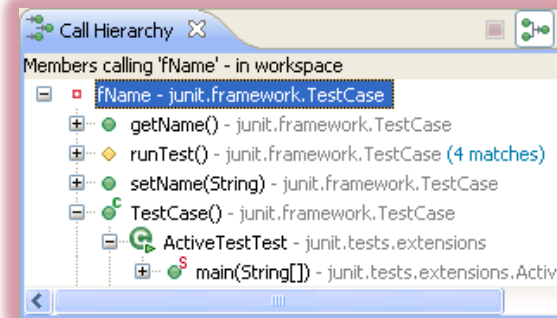 Call Hierarchy
Members calling 'fName' - in workspace
fName - junit.framework.TestCase
getName() - junit.framework.TestCase
runTest() - junit.framework.TestCase (4 matches)
setName(String) - junit.framework.TestCase
C TestCase() - junit.framework.TestCase
ActiveTestTest - junit.tests.extensions
S main(String[]) - junit.tests.extensions.Activ